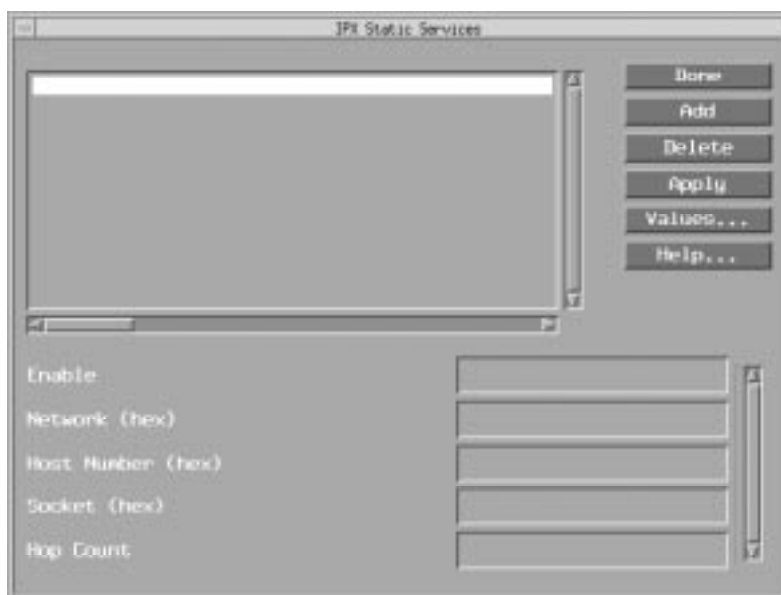 IPX Static Services
Done
Add
Delete
Apply
Values...
Help...
Enable
Network (hex)
Host Number (hex)
Socket (hex)
Hop Count